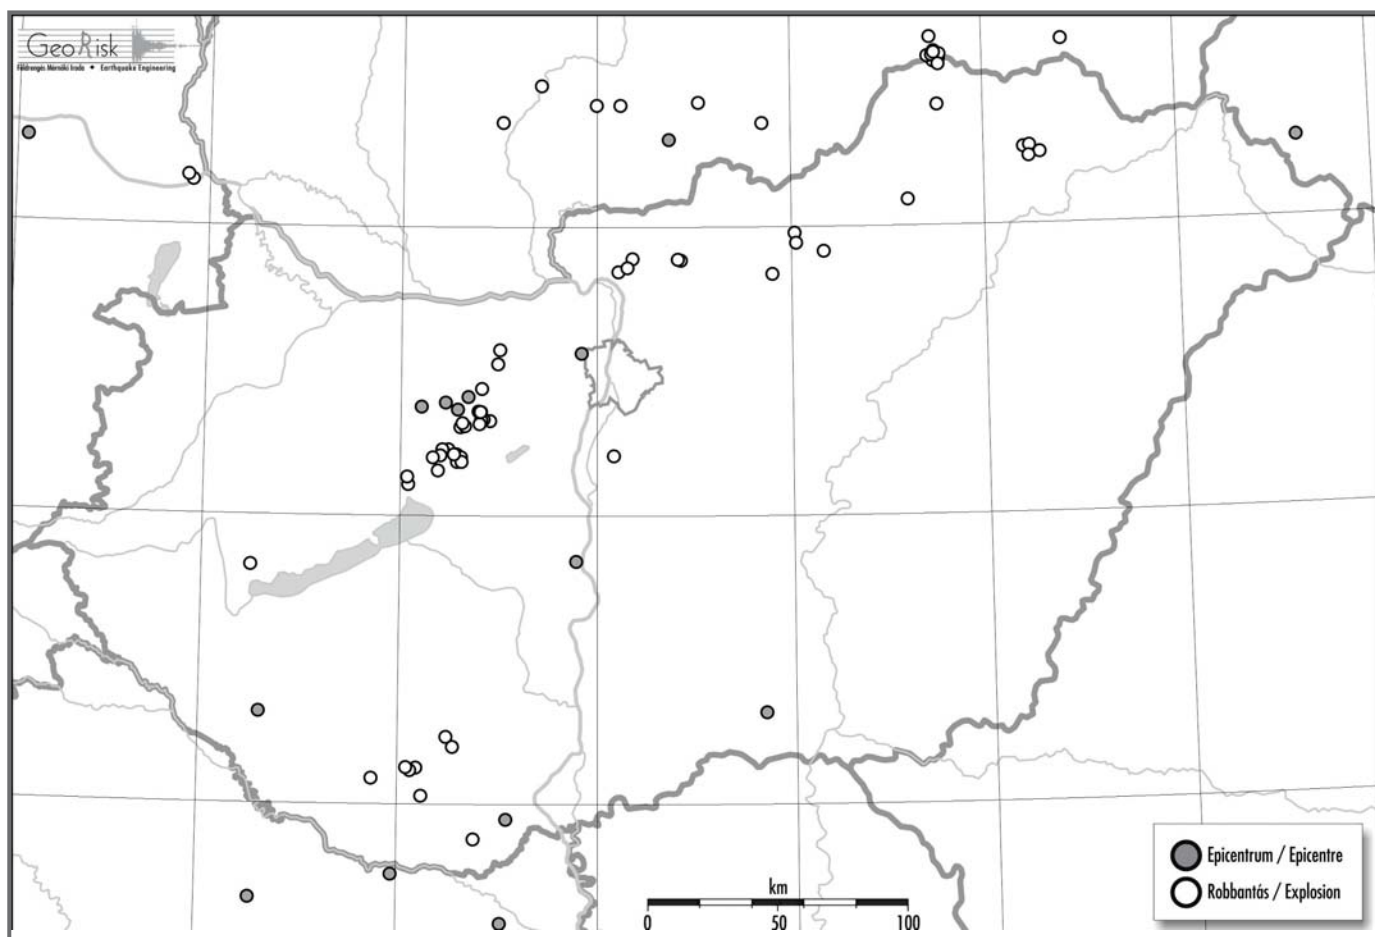 GeoRisk
Földrengés Mérnöki Iroda • Earthquake Engineering
Epicentrum / Epicentre
Robbantás / Explosion
km
0 50 100